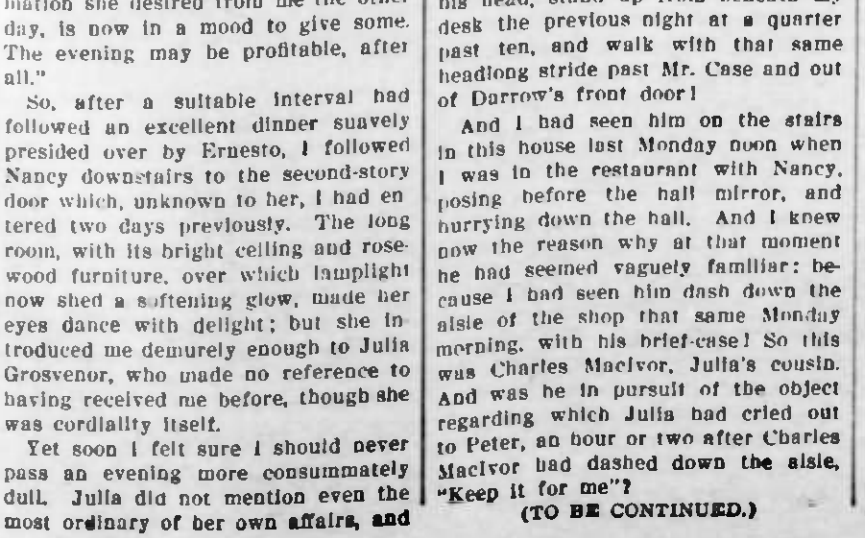 mation she desired from me the other
day, is now in a mood to give some.
The evening may be profitable, after
all."
So, after a suitable interval had
followed an excellent dinner suavely
presided over by Ernesto, I followed
Nancy downstairs to the second-story
door which, unknown to her, I had en
tered two days previously. The long
room, with its bright ceiling and rose-
wood furniture, over which lamplight
now shed a softening glow, made her
eyes dance with delight; but she in
troduced me demurely enough to Julia
Grosvenor, who made no reference to
having received me before, though she
was cordiality itself.
Yet soon I felt sure I should never
pass an evening more consummately
dull. Julia did not mention even the
most ordinary of her own affairs, and
his head, stand up from beneath my
desk the previous night at a quarter
past ten, and walk with that same
headlong stride past Mr. Case and out
of Darrow's front door!
And I had seen him on the stairs
in this house last Monday noon when
I was in the restaurant with Nancy,
posing before the hall mirror, and
hurrying down the hall. And I knew
now the reason why at that moment
he had seemed vaguely familiar: be-
cause I had seen him dash down the
aisle of the shop that same Monday
morning, with his brief-case! So this
was Charles MacIvor, Julia's cousin.
And was he in pursuit of the object
regarding which Julia had cried out
to Peter, an hour or two after Charles
MacIvor had dashed down the aisle,
"Keep it for me"?
(TO BE CONTINUED.)